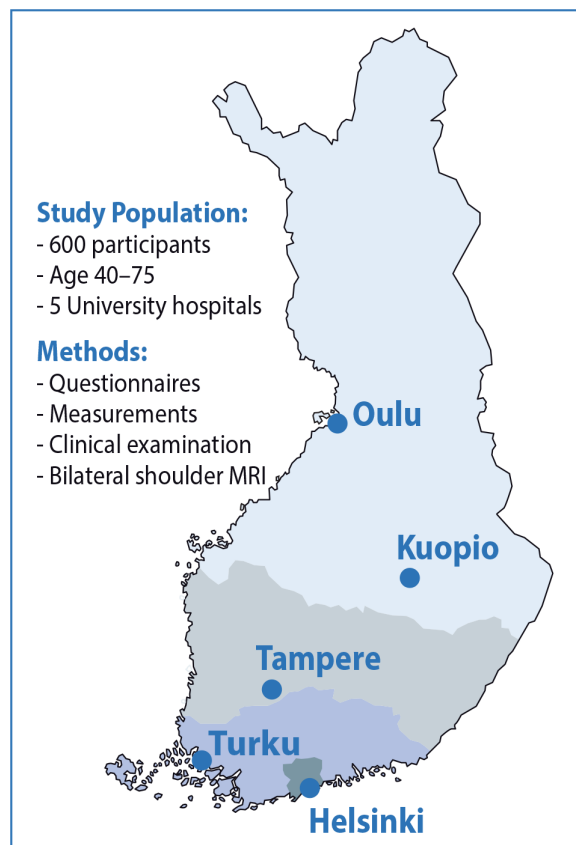 Study Population:
- 600 participants
- Age 40–75
- 5 University hospitals
Methods:
- Questionnaires
- Measurements
- Clinical examination
- Bilateral shoulder MRI
Oulu
Kuopio
Tampere
Turku
Helsinki